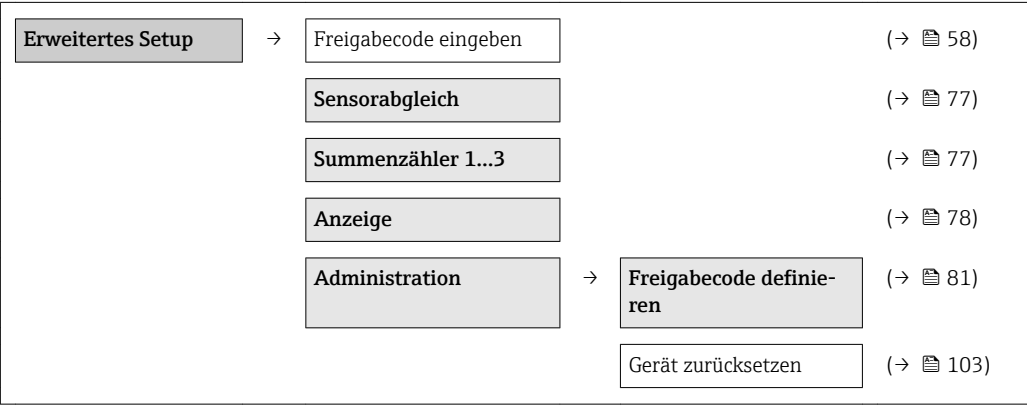 Erweitertes Setup → Freigabecode eingeben (→ 58)
Sensorabgleich (→ 77)
Summenzähler 1...3 (→ 77)
Anzeige (→ 78)
Administration → Freigabecode definie- (→ 81)
ren
Gerät zurücksetzen (→ 103)